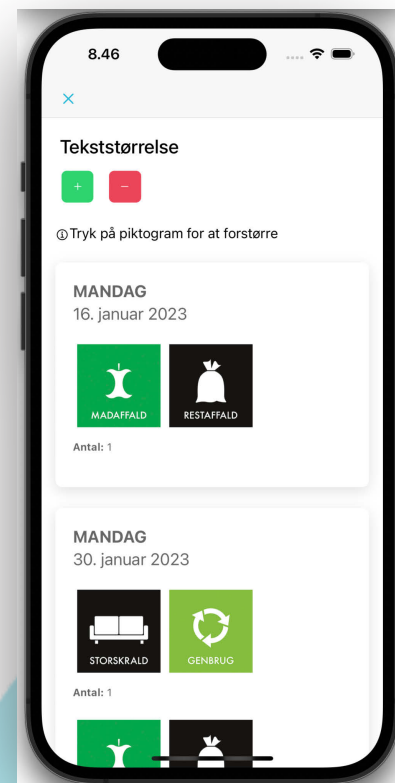 8.46
×
Tekststørrelse
+ −
Tryk på piktogram for at forstørre
MANDAG
16. januar 2023
MADAFFALD RESTAFFALD
Antal: 1
MANDAG
30. januar 2023
STORSKRALD GENBRUG
Antal: 1